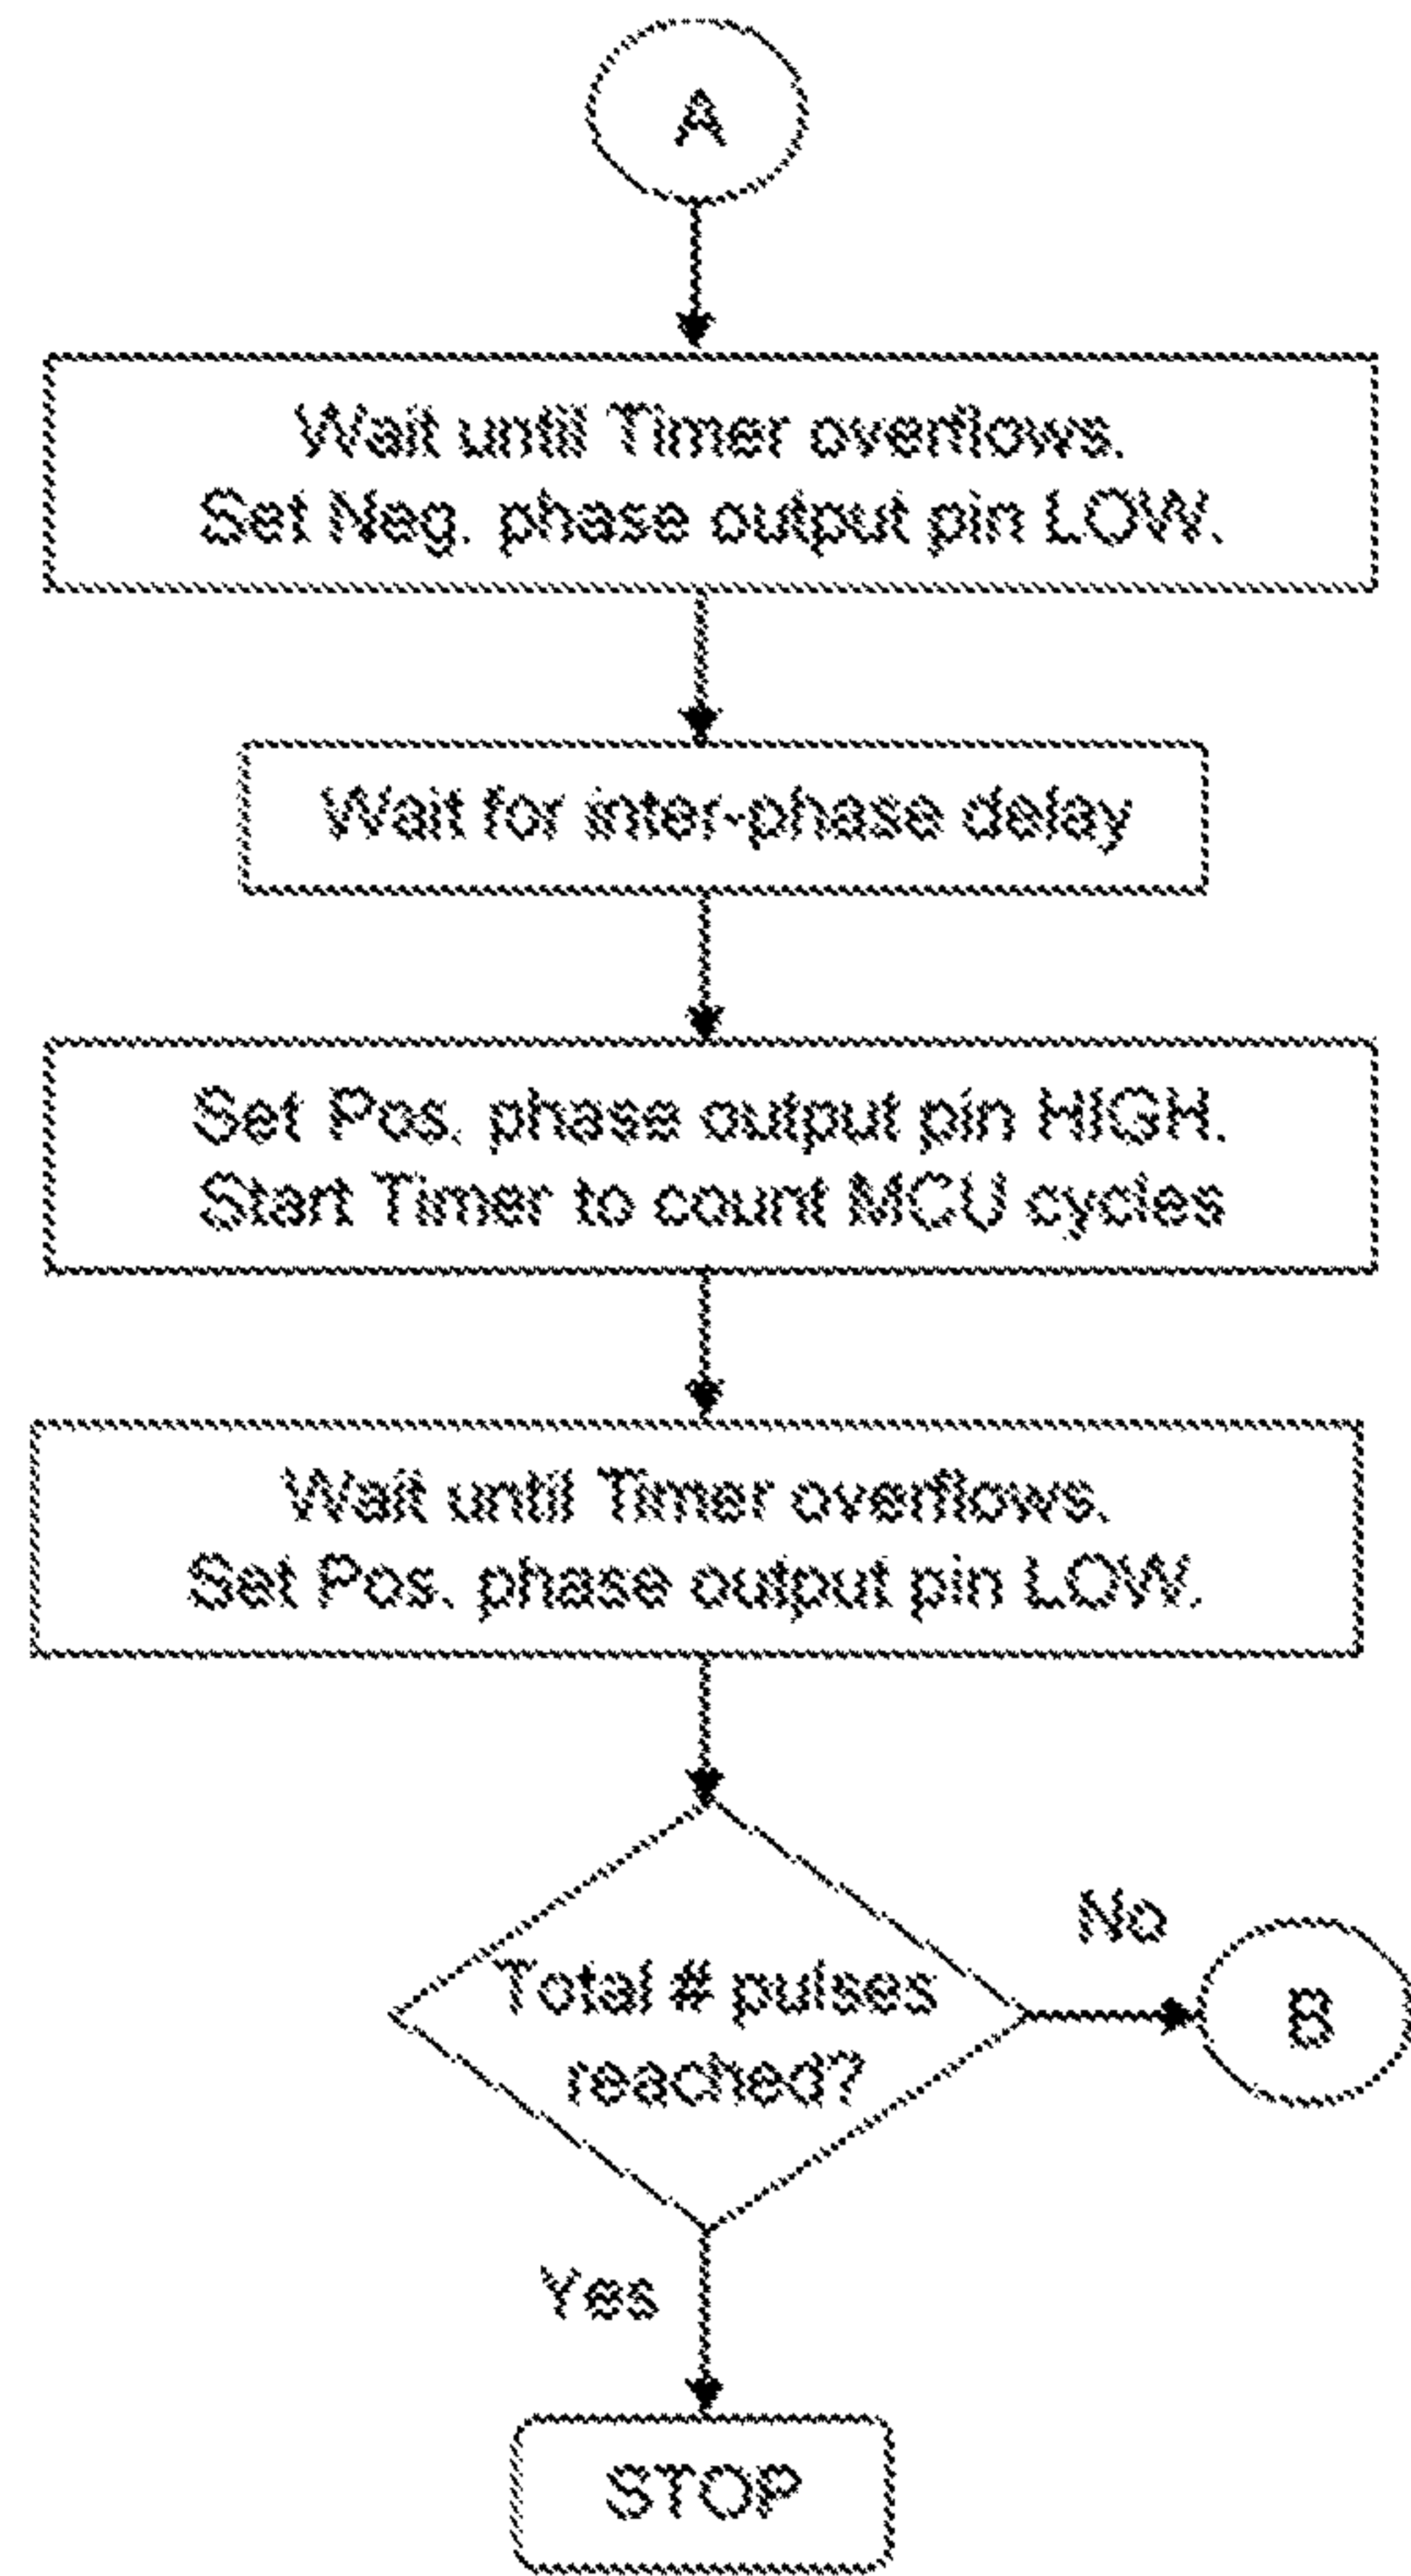 A
Wait until Timer overflows.
Set Neg. phase output pin LOW.
Wait for inter-phase delay
Set Pos. phase output pin HIGH.
Start Timer to count MCU cycles
Wait until Timer overflows.
Set Pos. phase output pin LOW.
Total # pulses
reached?
No
B
Yes
STOP